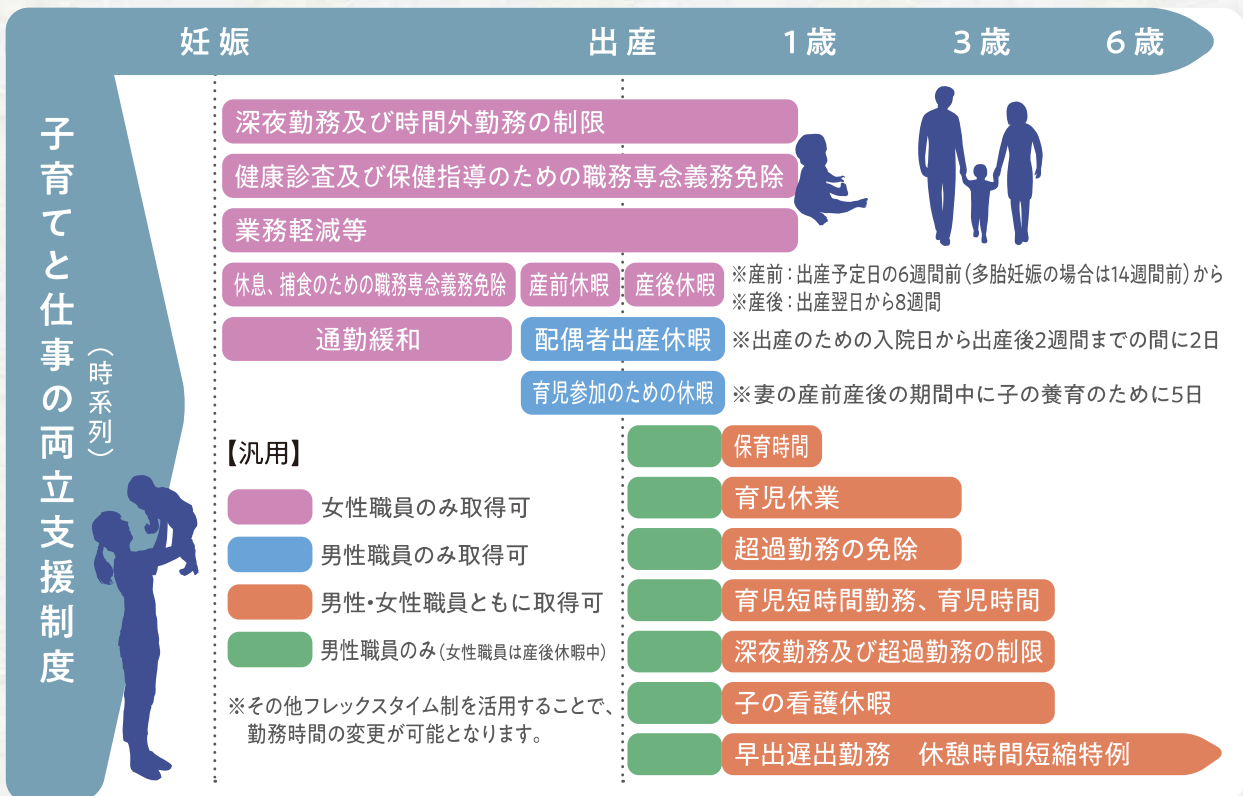 妊娠 出産 1歳 3歳 6歳
子育てと仕事の両立支援制度
（時系列）
深夜勤務及び時間外勤務の制限
健康診査及び保健指導のための職務専念義務免除
業務軽減等
休息、捕食のための職務専念義務免除 産前休暇 産後休暇
※産前：出産予定日の6週間前（多胎妊娠の場合は14週間前）から
※産後：出産翌日から8週間
通勤緩和 配偶者出産休暇 ※出産のための入院日から出産後2週間までの間に2日
育児参加のための休暇 ※妻の産前産後の期間中に子の養育のために5日
保育時間
育児休業
超過勤務の免除
育児短時間勤務、育児時間
深夜勤務及び超過勤務の制限
子の看護休暇
早出遅出勤務 休憩時間短縮特例
【汎用】
女性職員のみ取得可
男性職員のみ取得可
男性・女性職員ともに取得可
男性職員のみ（女性職員は産後休暇中）
※その他フレックスタイム制を活用することで、
勤務時間の変更が可能となります。